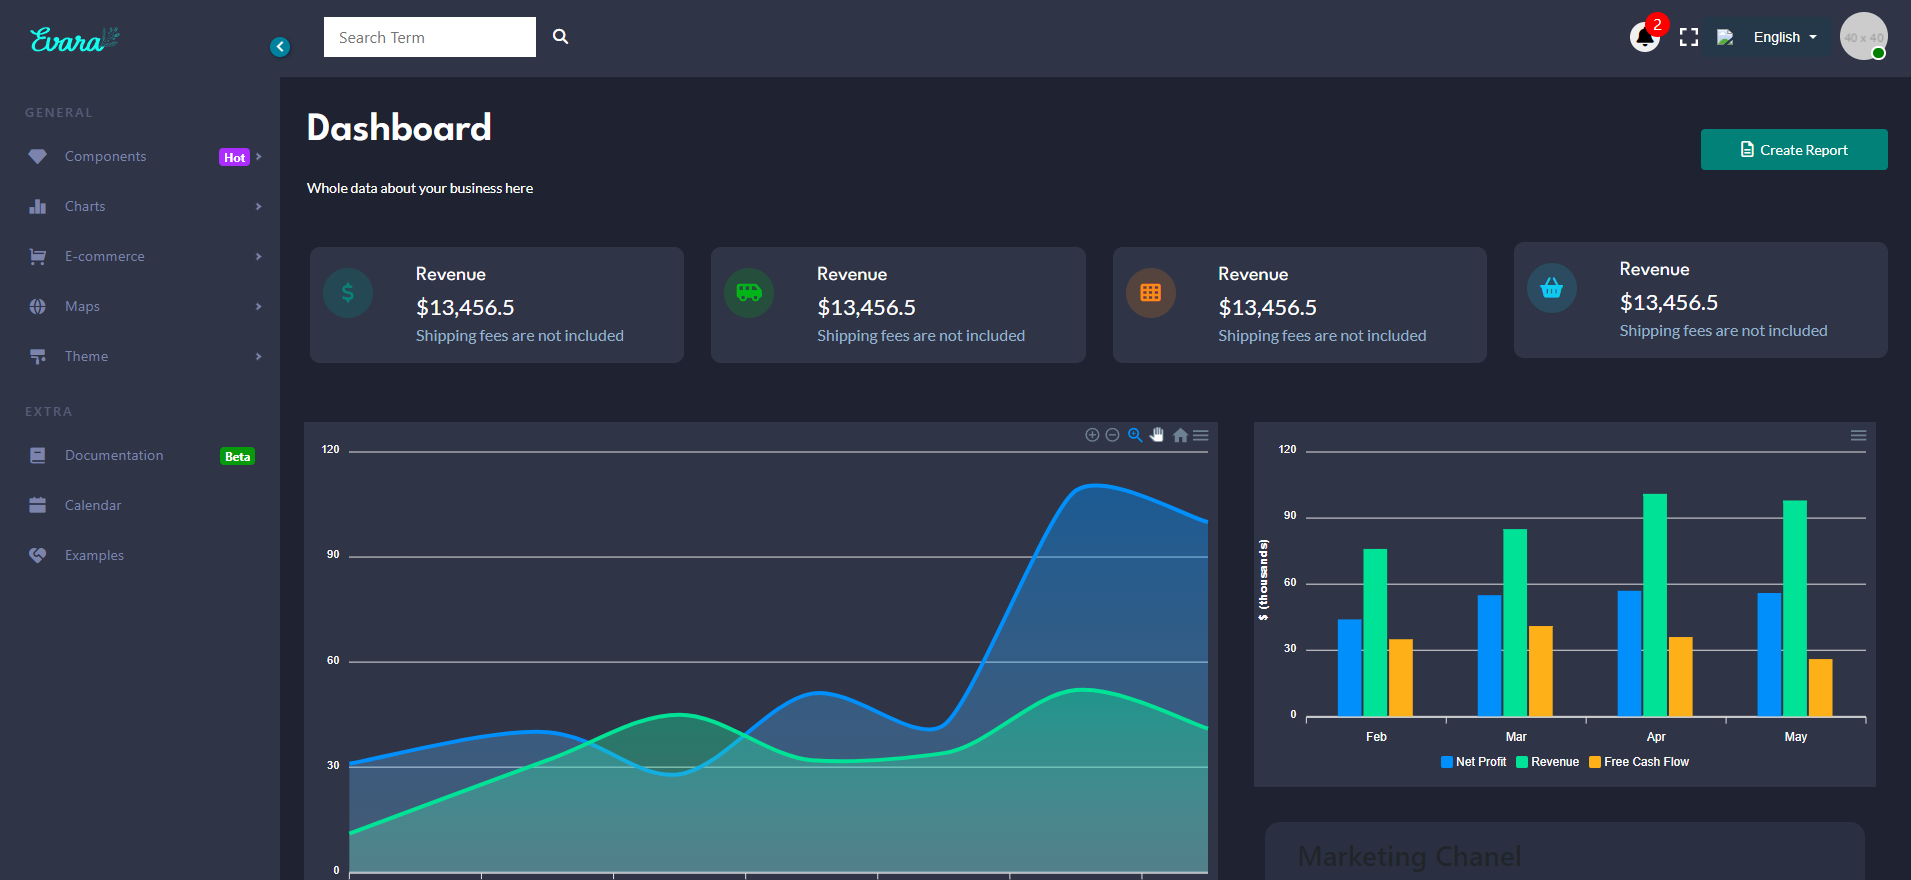 Evara
Search Term
2
English
40 x 40
GENERAL
Components
Hot
Charts
E-commerce
Maps
Theme
EXTRA
Documentation
Beta
Calendar
Examples
Dashboard
Whole data about your business here
Create Report
Revenue
$13,456.5
Shipping fees are not included
Revenue
$13,456.5
Shipping fees are not included
Revenue
$13,456.5
Shipping fees are not included
Revenue
$13,456.5
Shipping fees are not included
120
90
60
30
0
120
90
60
30
0
$ (thousands)
Feb Mar Apr May
Net Profit Revenue Free Cash Flow
Marketing Chanel